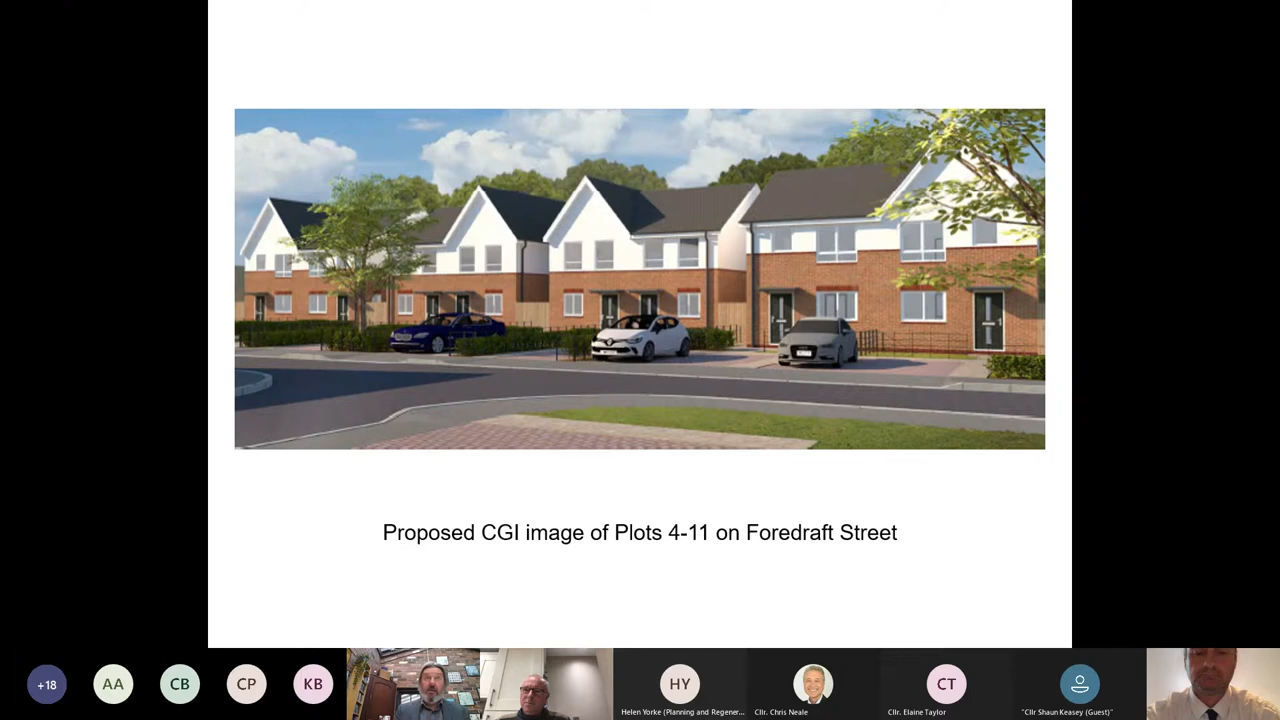 Proposed CGI image of Plots 4-11 on Foredraft Street
+18
AA
CB
CP
KB
HY
CT
Helen Yorke (Planning and Regener...
Cllr. Chris Neale
Cllr. Elaine Taylor
"Cllr Shaun Keasey (Guest)"